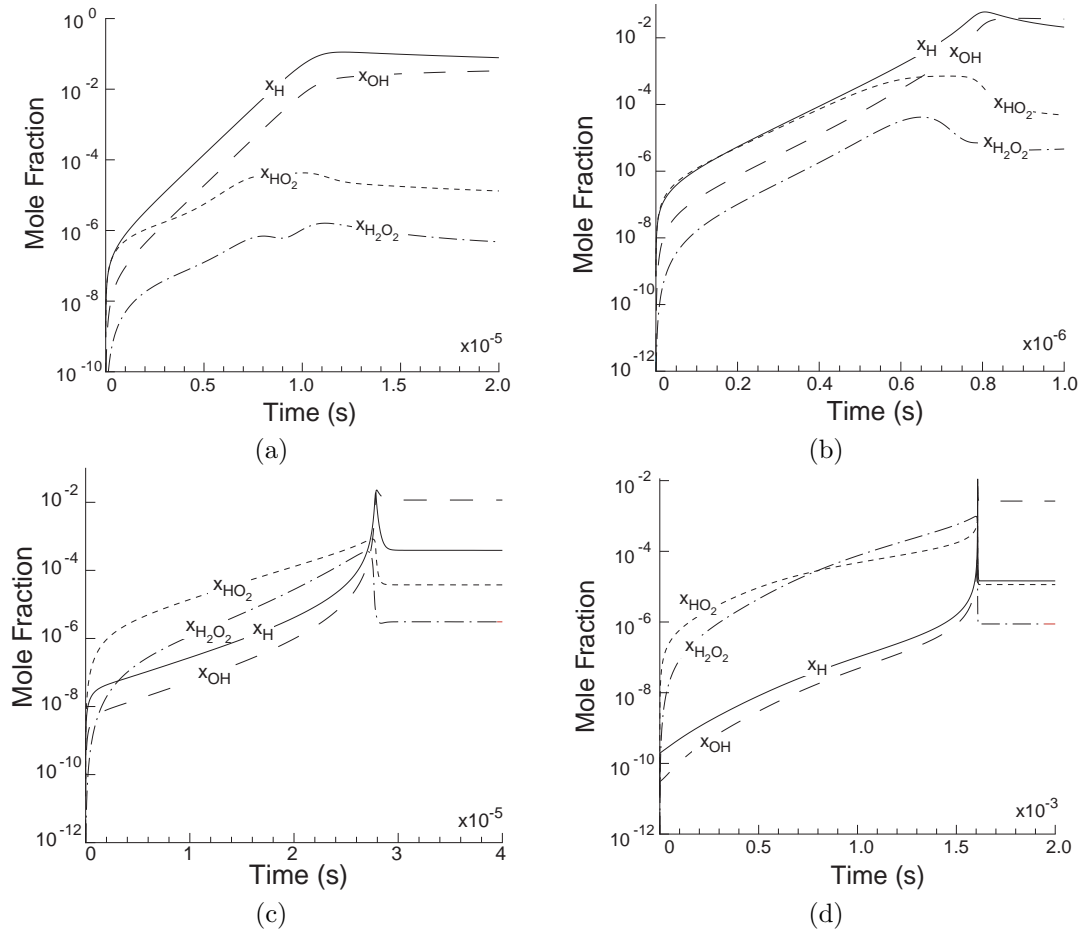 10^0
10^-2
10^-4
10^-6
10^-8
10^-10
Mole Fraction
x_H
x_OH
x_HO2
x_H2O2
x10^-5
0 0.5 1.0 1.5 2.0
Time (s)
(a)
10^-2
10^-4
10^-6
10^-8
10^-10
10^-12
Mole Fraction
x_H x_OH
x_HO2
x_H2O2
x10^-6
0 0.2 0.4 0.6 0.8 1.0
Time (s)
(b)
10^-2
10^-4
10^-6
10^-8
10^-10
10^-12
Mole Fraction
x_HO2
x_H2O2
x_H
x_OH
x10^-5
0 1 2 3 4
Time (s)
(c)
10^-2
10^-4
10^-6
10^-8
10^-10
10^-12
Mole Fraction
x_HO2
x_H2O2
x_H
x_OH
x10^-3
0 0.5 1.0 1.5 2.0
Time (s)
(d)